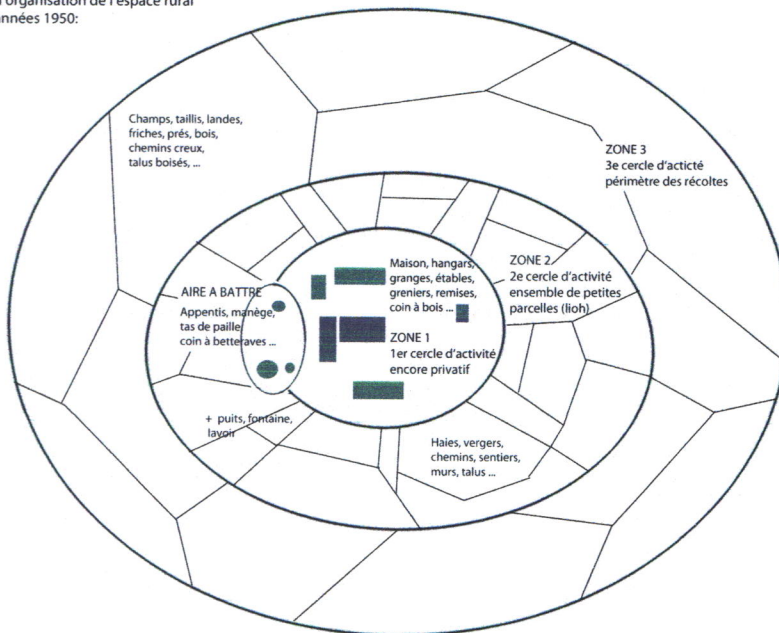 organisation de l'espace rural
années 1950:
Champs, taillis, landes,
friches, prés, bois,
chemins creux,
talus boisés, ...
ZONE 3
3e cercle d'acticté
périmètre des récoltes
Maison, hangars,
granges, étables,
greniers, remises,
coin à bois ...
ZONE 2
2e cercle d'activité
ensemble de petites
parcelles (lioh)
AIRE A BATTRE
Appentis, manège,
tas de paille,
coin à betteraves ...
ZONE 1
1er cercle d'activité
encore privatif
+ puits, fontaine,
lavoir
Haies, vergers,
chemins, sentiers,
murs, talus ...